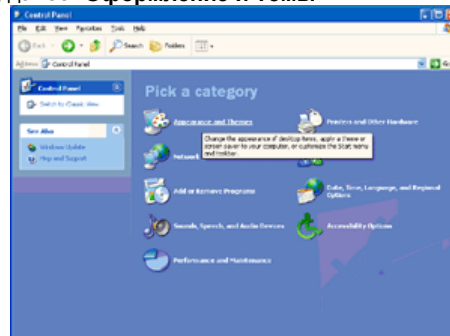 Control Panel
File Edit View Favorites Tools Help
Back Search Folders
Address Control Panel
Control Panel
Switch to Classic View
See Also
Windows Update
Help and Support
Pick a category
Appearance and Themes
Printers and Other Hardware
Change the appearance of desktop items, apply a theme or
screen saver to your computer, or customize the Start menu
and taskbar.
Network
Add or Remove Programs
Date, Time, Language, and Regional
Options
Sounds, Speech, and Audio Devices
Accessibility Options
Performance and Maintenance